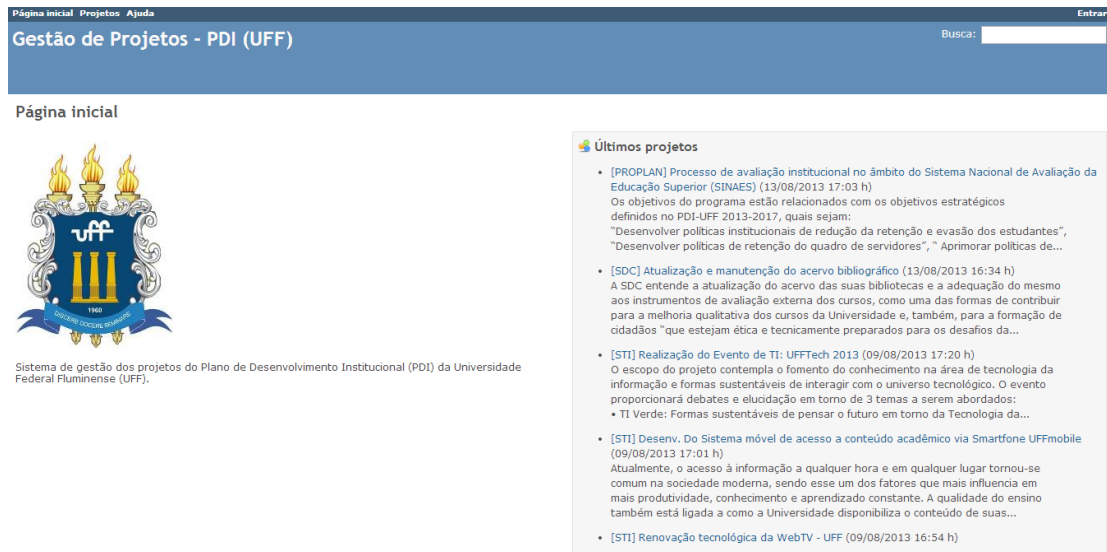 Página inicial Projetos Ajuda
Entrar
Gestão de Projetos - PDI (UFF)
Busca:
Página inicial
uff
1960
DISCERE DOCERE SEMINARE
Sistema de gestão dos projetos do Plano de Desenvolvimento Institucional (PDI) da Universidade
Federal Fluminense (UFF).
Últimos projetos
• [PROPLAN] Processo de avaliação institucional no âmbito do Sistema Nacional de Avaliação da
Educação Superior (SINAES) (13/08/2013 17:03 h)
Os objetivos do programa estão relacionados com os objetivos estratégicos
definidos no PDI-UFF 2013-2017, quais sejam:
“Desenvolver políticas institucionais de redução da retenção e evasão dos estudantes”,
“Desenvolver políticas de retenção do quadro de servidores”, “ Aprimorar políticas de...
• [SDC] Atualização e manutenção do acervo bibliográfico (13/08/2013 16:34 h)
A SDC entende a atualização do acervo das suas bibliotecas e a adequação do mesmo
aos instrumentos de avaliação externa dos cursos, como uma das formas de contribuir
para a melhoria qualitativa dos cursos da Universidade e, também, para a formação de
cidadãos “que estejam ética e tecnicamente preparados para os desafios da...
• [STI] Realização do Evento de TI: UFFTech 2013 (09/08/2013 17:20 h)
O escopo do projeto contempla o fomento do conhecimento na área de tecnologia da
informação e formas sustentáveis de interagir com o universo tecnológico. O evento
proporcionará debates e elucidação em torno de 3 temas a serem abordados:
• TI Verde: Formas sustentáveis de pensar o futuro em torno da Tecnologia da...
• [STI] Desenv. Do Sistema móvel de acesso a conteúdo acadêmico via Smartfone UFFmobile
(09/08/2013 17:01 h)
Atualmente, o acesso à informação a qualquer hora e em qualquer lugar tornou-se
comum na sociedade moderna, sendo esse um dos fatores que mais influencia em
mais produtividade, conhecimento e aprendizado constante. A qualidade do ensino
também está ligada a como a Universidade disponibiliza o conteúdo de suas...
• [STI] Renovação tecnológica da WebTV - UFF (09/08/2013 16:54 h)